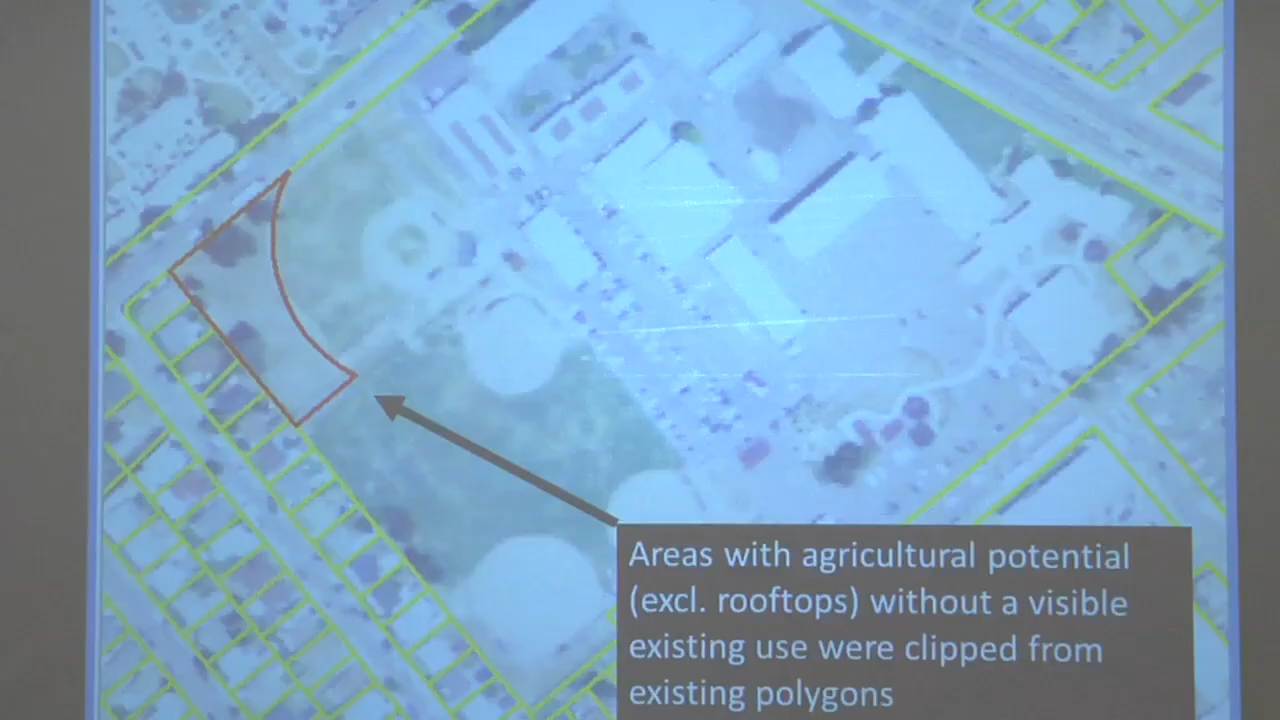 Areas with agricultural potential
(excl. rooftops) without a visible
existing use were clipped from
existing polygons